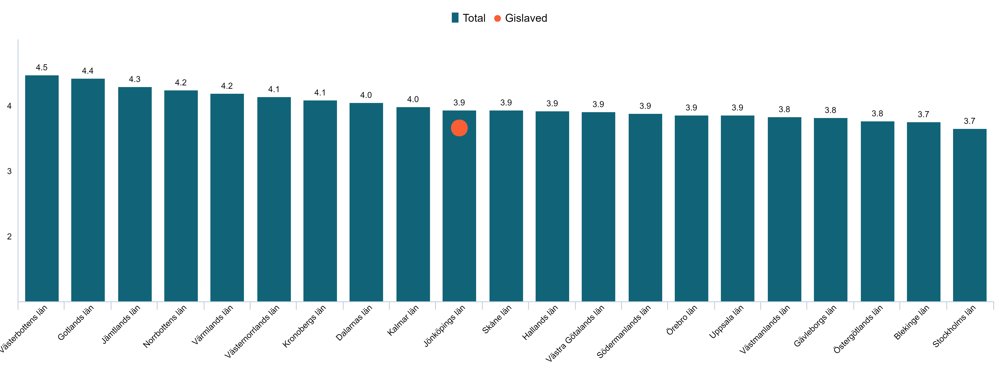 Total Gislaved
4.5 4.4 4.3 4.2 4.2 4.1 4.1 4.0 4.0 3.9 3.9 3.9 3.9 3.9 3.9 3.9 3.8 3.8 3.8 3.7 3.7
4
3
2
Västerbottens län
Gotlands län
Jämtlands län
Norrbottens län
Värmlands län
Västernorrlands län
Kronobergs län
Dalarnas län
Kalmar län
Jönköpings län
Skåne län
Hallands län
Västra Götalands län
Södermanlands län
Örebro län
Uppsala län
Västmanlands län
Gävleborgs län
Östergötlands län
Blekinge län
Stockholms län